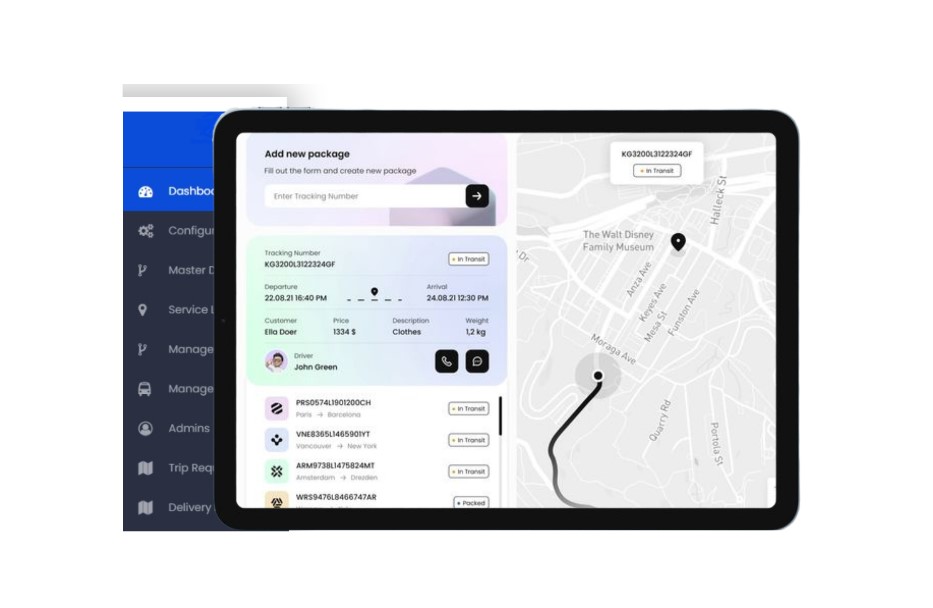 Dashboo
Configur
Master D
Service L
Manage
Manage
Admins
Trip Requ
Delivery
Add new package
Fill out the form and create new package
Enter Tracking Number
Tracking Number
KG3200L3122324GF
In Transit
Departure
Arrival
22.08.21 16:40 PM
24.08.21 12:30 PM
Customer Price Description Weight
Ella Doer 1334 $ Clothes 1,2 kg
Driver
John Green
PRS0574L1901200CH
Paris → Barcelona
In Transit
VNE8365L1465901YT
Vancouver → New York
In Transit
ARM9738L1475824MT
Amsterdam → Drezden
In Transit
WRS9476L8466747AR
Packed
KG3200L3122324GF
In Transit
Halleck St
The Walt Disney
Family Museum
Dr
Anza Ave
Keyes Ave
Mesa St
Funston Ave
Moraga Ave
Quarry Rd
Portola St